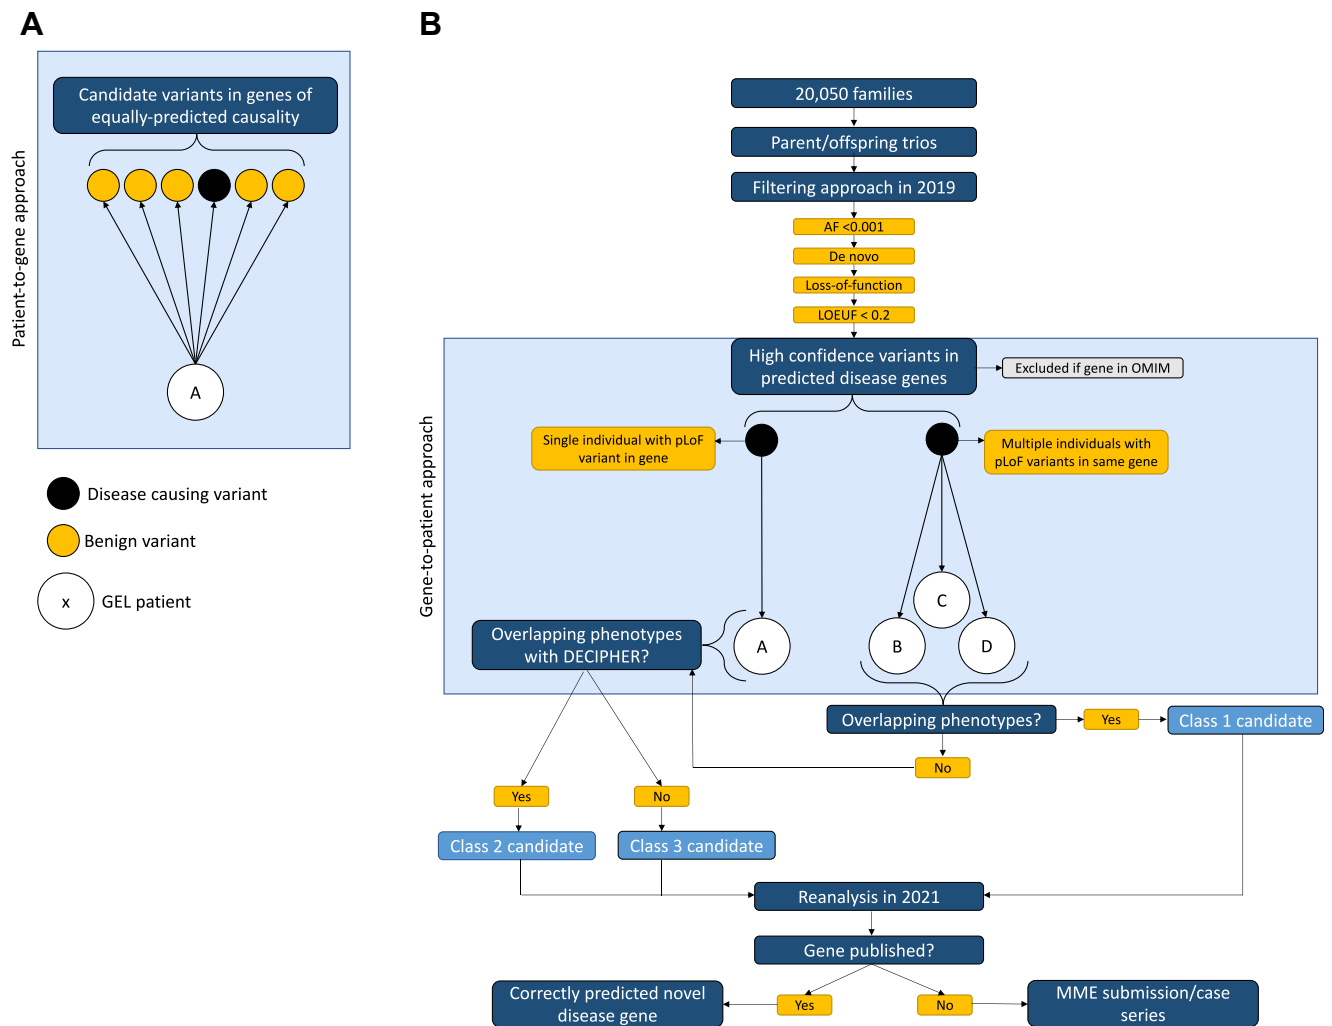 A
Candidate variants in genes of
equally-predicted causality
Patient-to-gene approach
A
Disease causing variant
Benign variant
x
GEL patient
B
20,050 families
Parent/offspring trios
Filtering approach in 2019
AF <0.001
De novo
Loss-of-function
LOEUF < 0.2
High confidence variants in
predicted disease genes
Excluded if gene in OMIM
Gene-to-patient approach
Single individual with pLoF
variant in gene
Multiple individuals with
pLoF variants in same gene
C
Overlapping phenotypes
with DECIPHER?
A
B
D
Overlapping phenotypes?
Yes
Class 1 candidate
No
Yes
No
Class 2 candidate
Class 3 candidate
Reanalysis in 2021
Gene published?
Correctly predicted novel
disease gene
Yes
No
MME submission/case
series